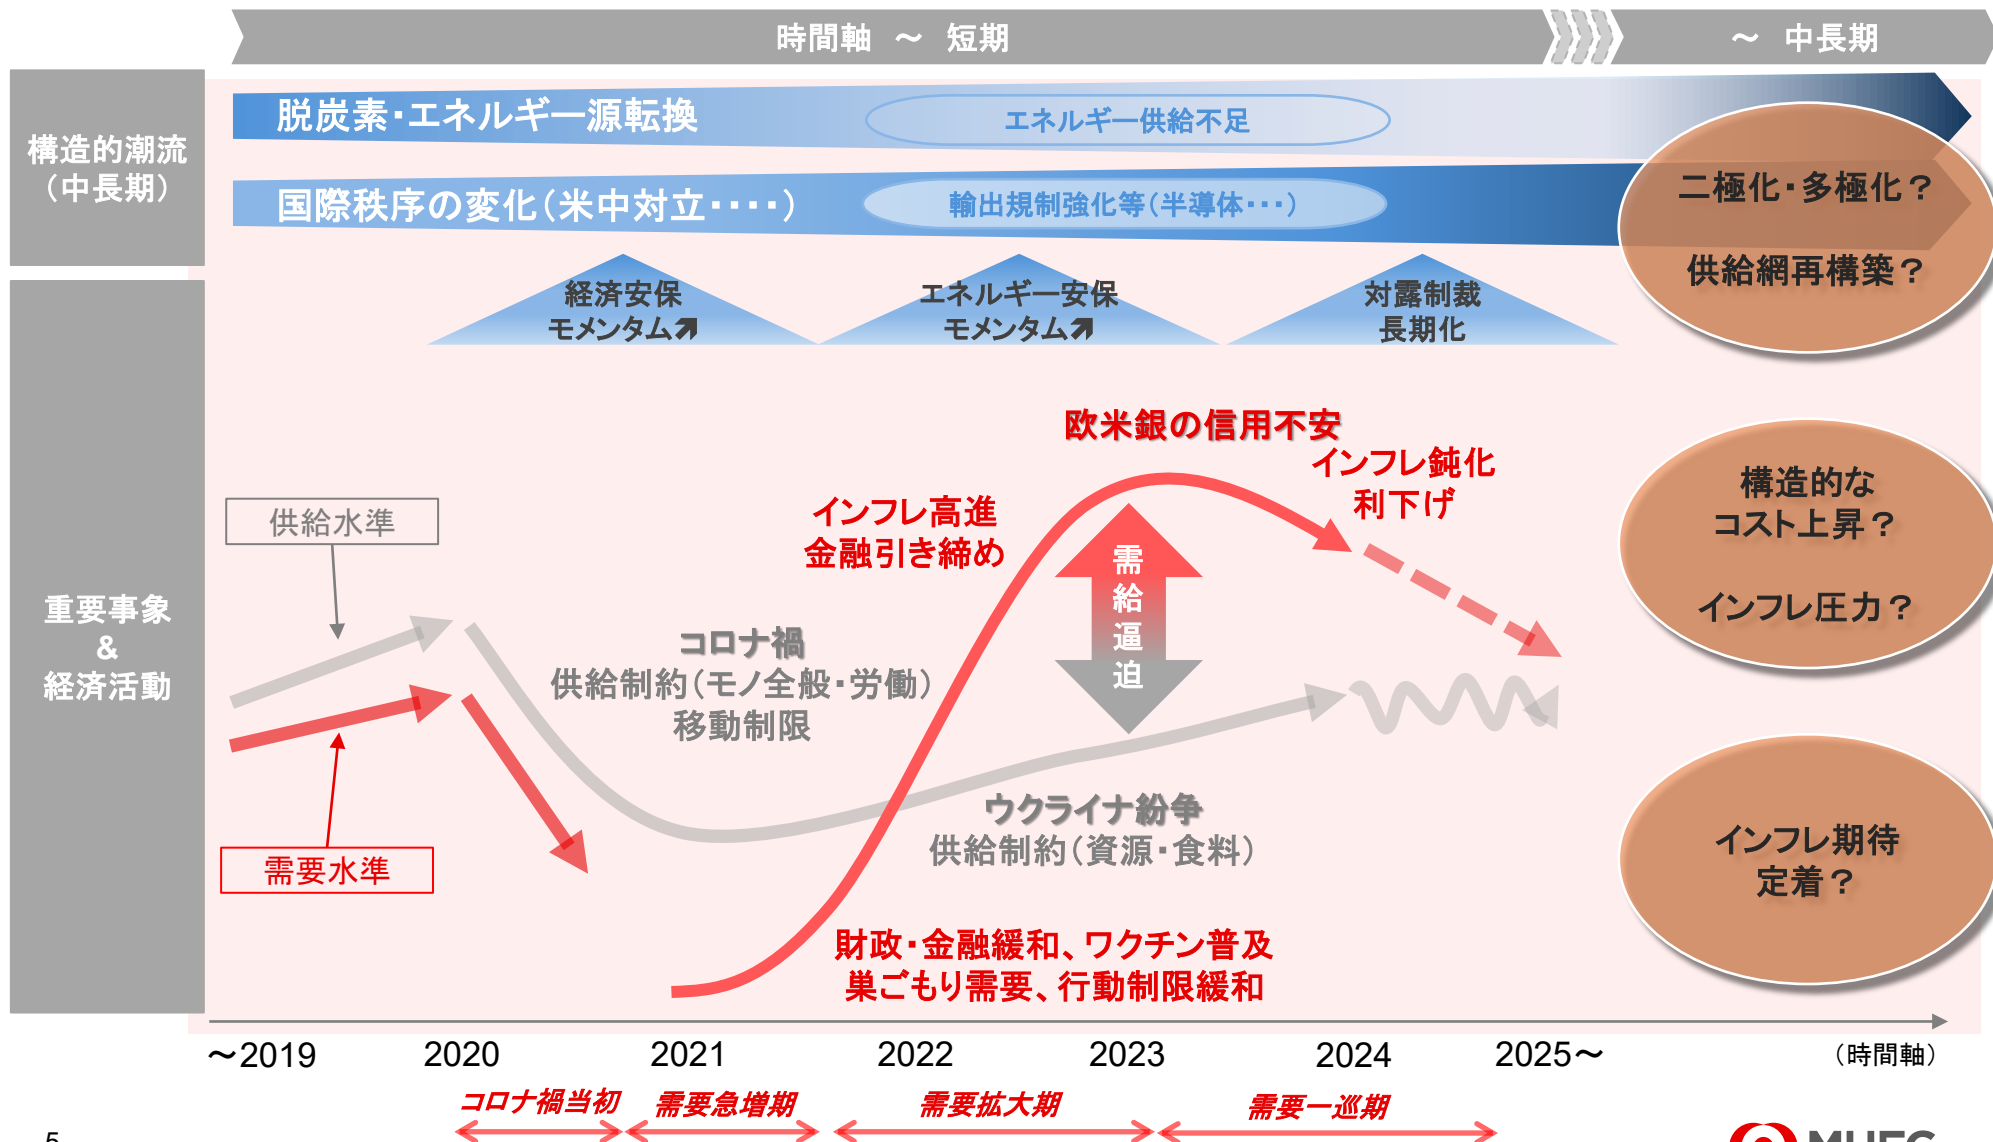 時間軸 ～ 短期
～ 中長期
構造的潮流
（中長期）
脱炭素・エネルギー源転換
エネルギー供給不足
国際秩序の変化（米中対立・・・・）
輸出規制強化等（半導体・・・）
二極化・多極化？
供給網再構築？
経済安保
モメンタム↗
エネルギー安保
モメンタム↗
対露制裁
長期化
重要事象
＆
経済活動
欧米銀の信用不安
インフレ鈍化
利下げ
インフレ高進
金融引き締め
供給水準
需給逼迫
構造的な
コスト上昇？
インフレ圧力？
コロナ禍
供給制約（モノ全般・労働）
移動制限
ウクライナ紛争
供給制約（資源・食料）
需要水準
インフレ期待
定着？
財政・金融緩和、ワクチン普及
巣ごもり需要、行動制限緩和
～2019
2020
2021
2022
2023
2024
2025～
（時間軸）
コロナ禍当初
需要急増期
需要拡大期
需要一巡期
5
MUFG